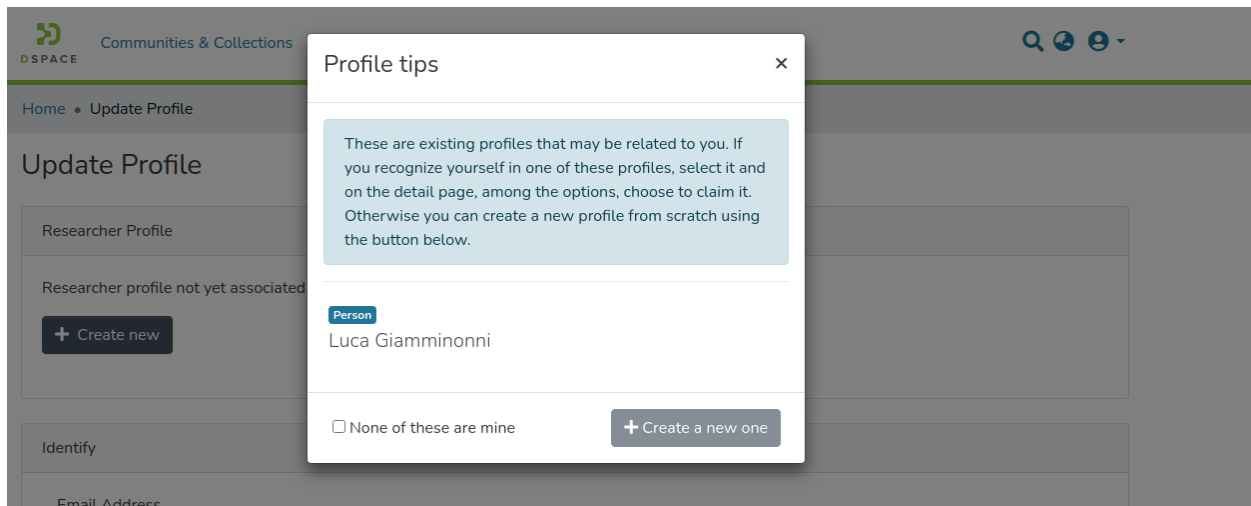 DSPACE
Communities & Collections
Home • Update Profile
Update Profile
Researcher Profile
Researcher profile not yet associated
+ Create new
Identify
Email Address
Profile tips ×
These are existing profiles that may be related to you. If
you recognize yourself in one of these profiles, select it and
on the detail page, among the options, choose to claim it.
Otherwise you can create a new profile from scratch using
the button below.
Person
Luca Giamminonni
None of these are mine
+ Create a new one